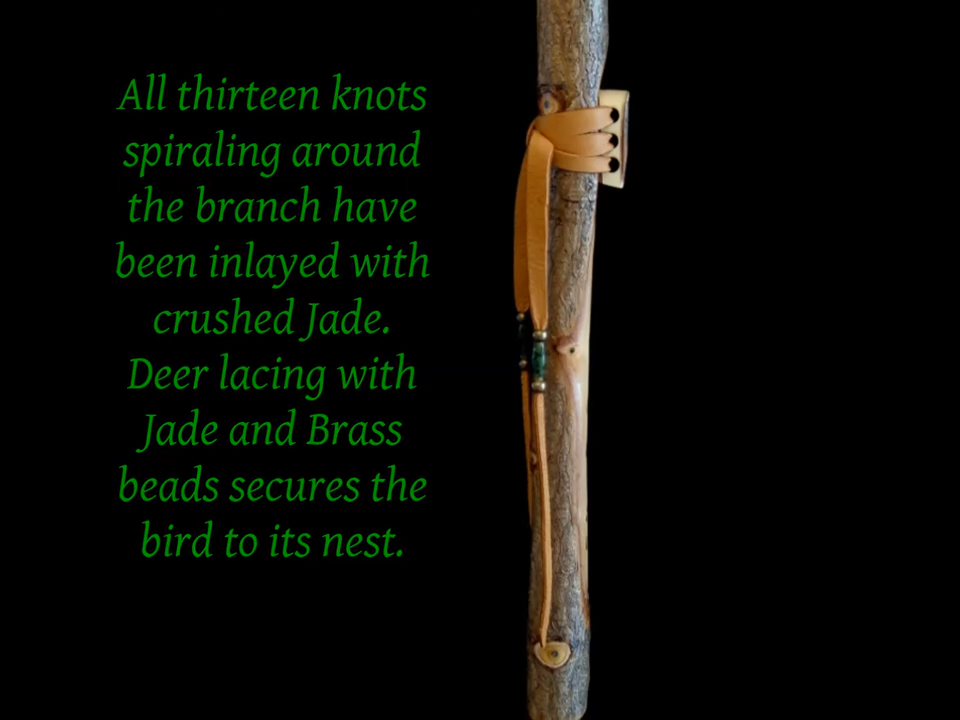 All thirteen knots
spiraling around
the branch have
been inlayed with
crushed Jade.
Deer lacing with
Jade and Brass
beads secures the
bird to its nest.